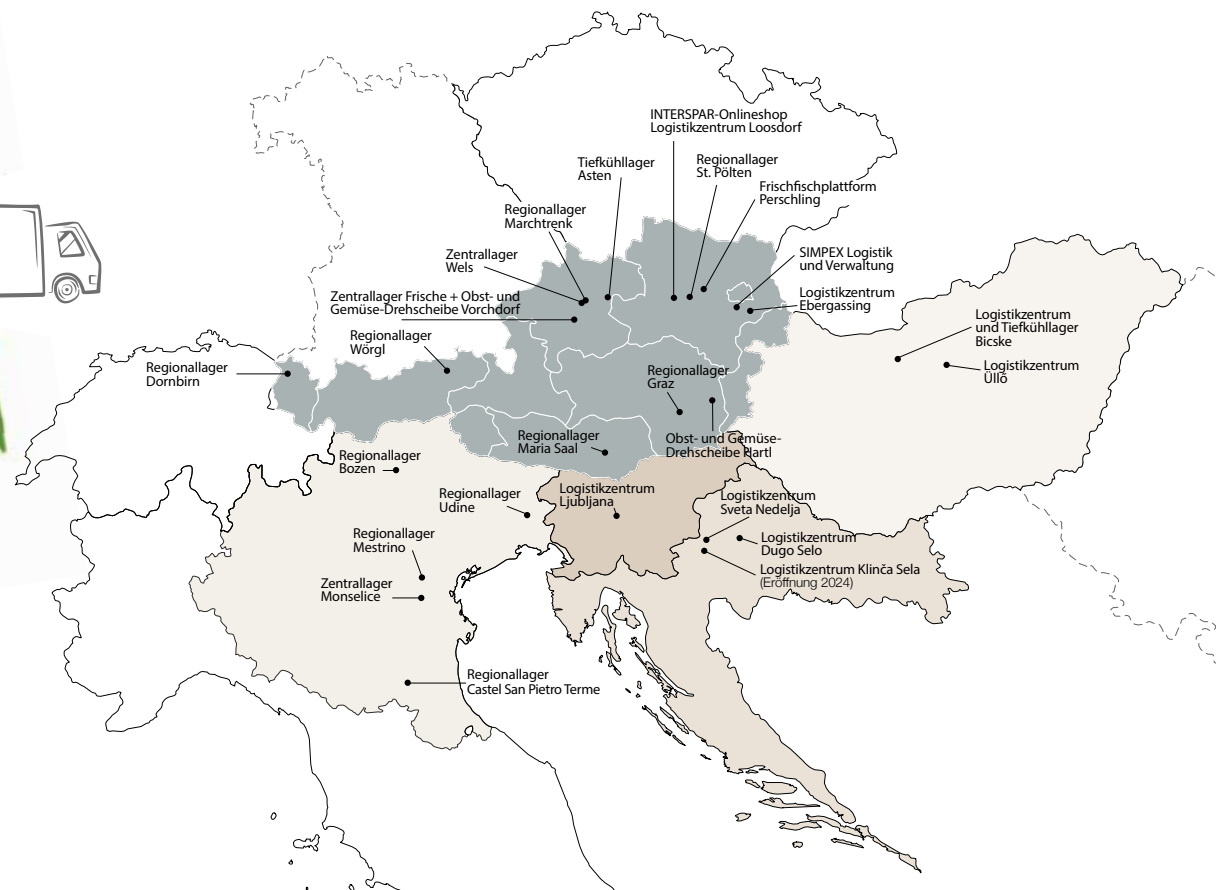 INTERSPAR-Onlineshop
Logistikzentrum Loosdorf
Tiefkühllager
Asten
Regionallager
St. Pölten
Frischfischplattform
Perschling
Regionallager
Marchtrenk
Zentrallager
Wels
SIMPEX Logistik
und Verwaltung
Zentrallager Frische + Obst- und
Gemüse-Drehscheibe Vorchdorf
Logistikzentrum
Ebergassing
Regionallager
Wörgl
Logistikzentrum
und Tiefkühllager
Bicske
Regionallager
Dornbirn
Logistikzentrum
Üllő
Regionallager
Graz
Regionallager
Maria Saal
Obst- und Gemüse-
Drehscheibe Hartl
Regionallager
Bozen
Regionallager
Udine
Logistikzentrum
Ljubljana
Logistikzentrum
Sveta Nedelja
Regionallager
Mestrino
Logistikzentrum
Dugo Selo
Logistikzentrum Klinča Sela
(Eröffnung 2024)
Zentrallager
Monselice
Regionallager
Castel San Pietro Terme